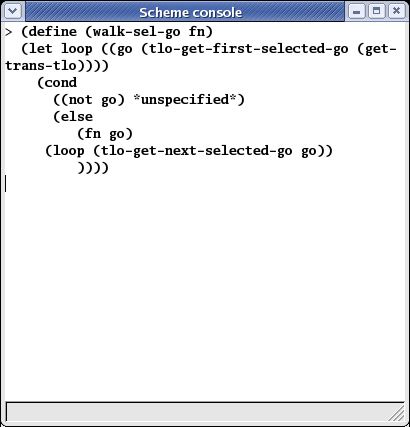 Scheme console
> (define (walk-sel-go fn)
  (let loop ((go (tlo-get-first-selected-go (get-
trans-tlo))))
    (cond
      ((not go) *unspecified*)
      (else
         (fn go)
     (loop (tlo-get-next-selected-go go))
         ))))